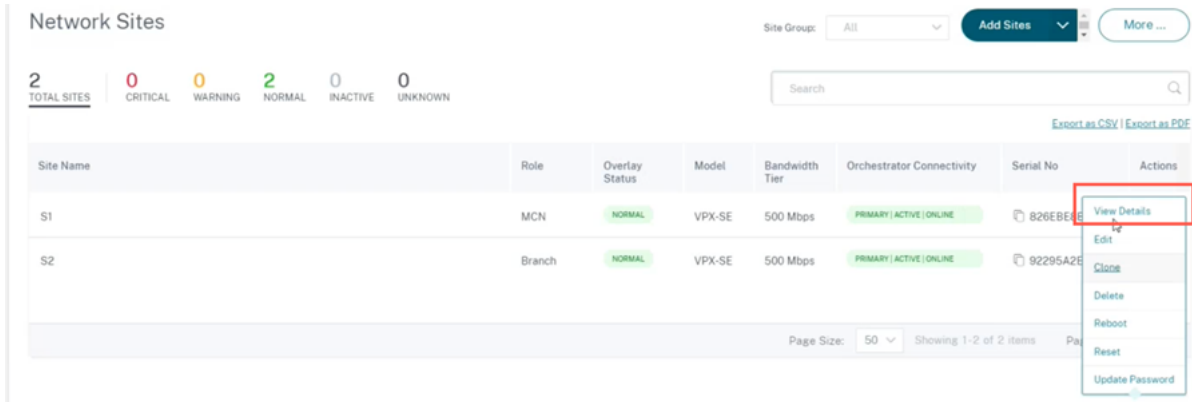 Network Sites
Site Group: All
Add Sites
More ...
2 0 0 2 0 0
TOTAL SITES CRITICAL WARNING NORMAL INACTIVE UNKNOWN
Search
Export as CSV | Export as PDF
Site Name Role Overlay Status Model Bandwidth Tier Orchestrator Connectivity Serial No Actions
S1 MCN NORMAL VPX-SE 500 Mbps PRIMARY | ACTIVE | ONLINE
S2 Branch NORMAL VPX-SE 500 Mbps PRIMARY | ACTIVE | ONLINE 92295A2E
View Details
Edit
Clone
Delete
Reboot
Reset
Update Password
Page Size: 50 Showing 1-2 of 2 items